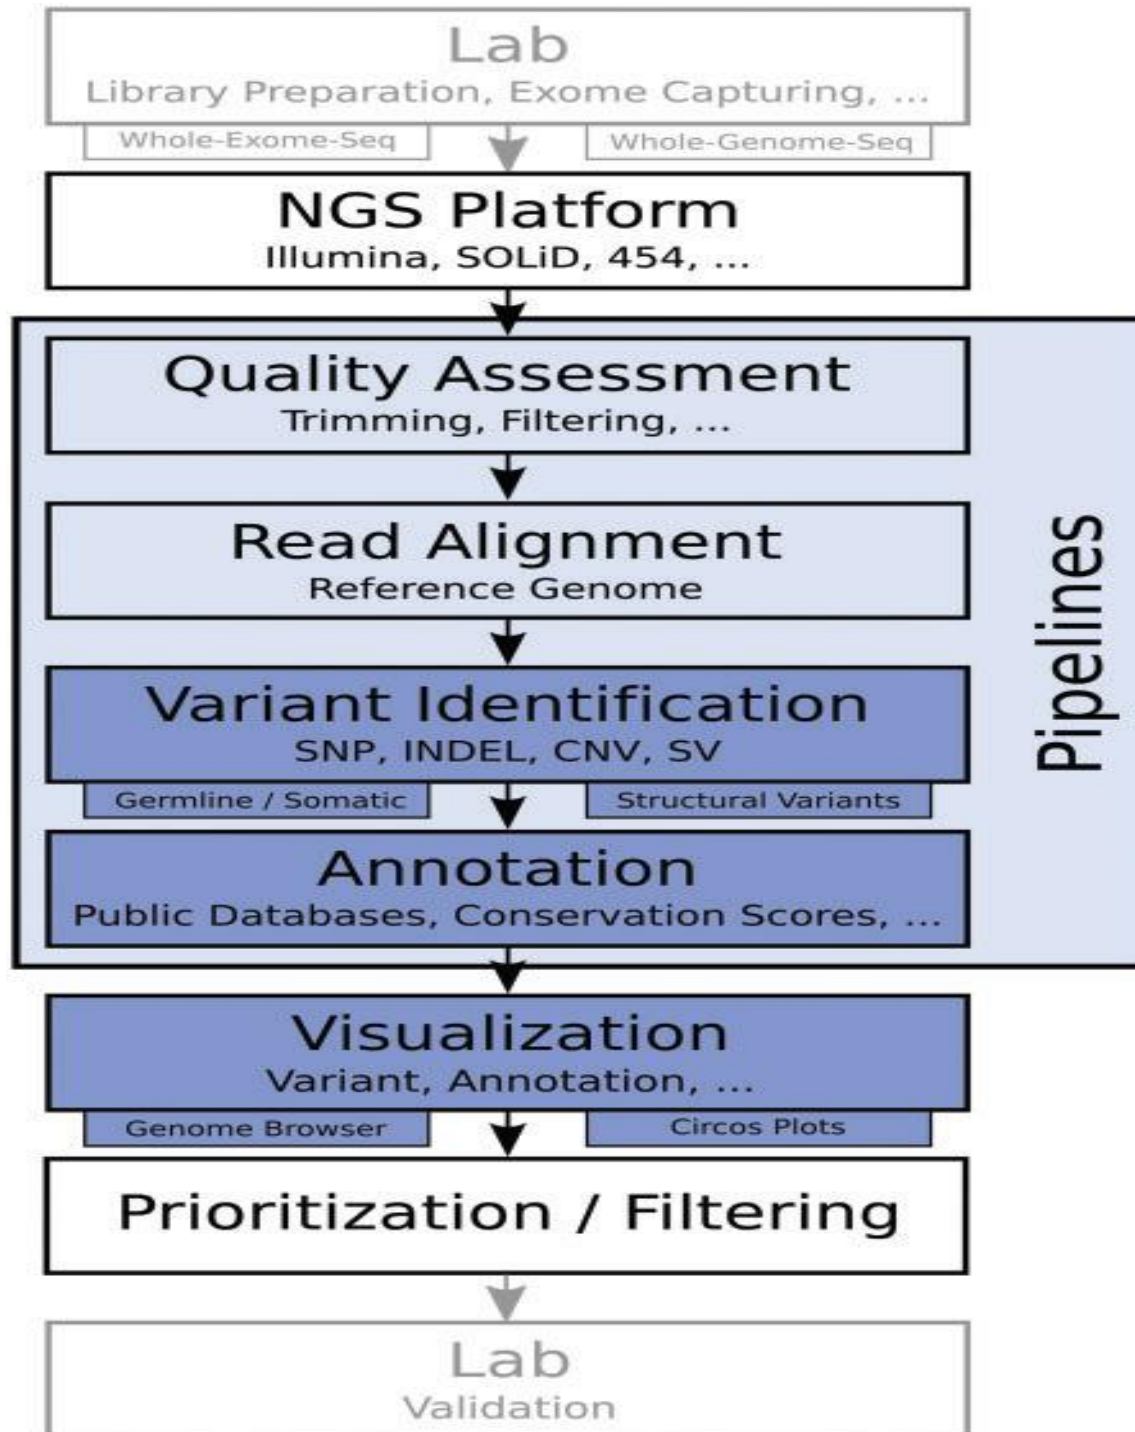 Lab
Library Preparation, Exome Capturing, ...
Whole-Exome-Seq
Whole-Genome-Seq
NGS Platform
Illumina, SOLiD, 454, ...
Quality Assessment
Trimming, Filtering, ...
Read Alignment
Reference Genome
Variant Identification
SNP, INDEL, CNV, SV
Germline / Somatic
Structural Variants
Annotation
Public Databases, Conservation Scores, ...
Pipelines
Visualization
Variant, Annotation, ...
Genome Browser
Circos Plots
Prioritization / Filtering
Lab
Validation